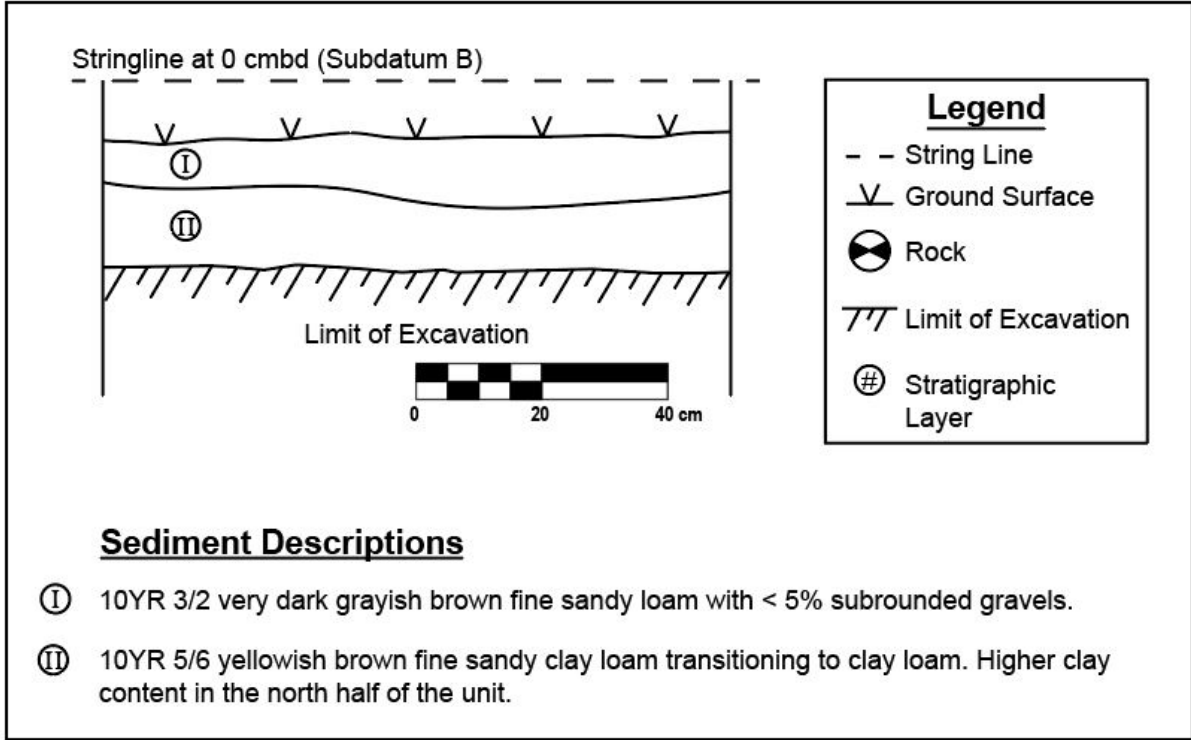 Stringline at 0 cmbd (Subdatum B)
I
II
Limit of Excavation
0 20 40 cm
Legend
String Line
Ground Surface
Rock
Limit of Excavation
# Stratigraphic
Layer
Sediment Descriptions
I 10YR 3/2 very dark grayish brown fine sandy loam with < 5% subrounded gravels.
II 10YR 5/6 yellowish brown fine sandy clay loam transitioning to clay loam. Higher clay
content in the north half of the unit.